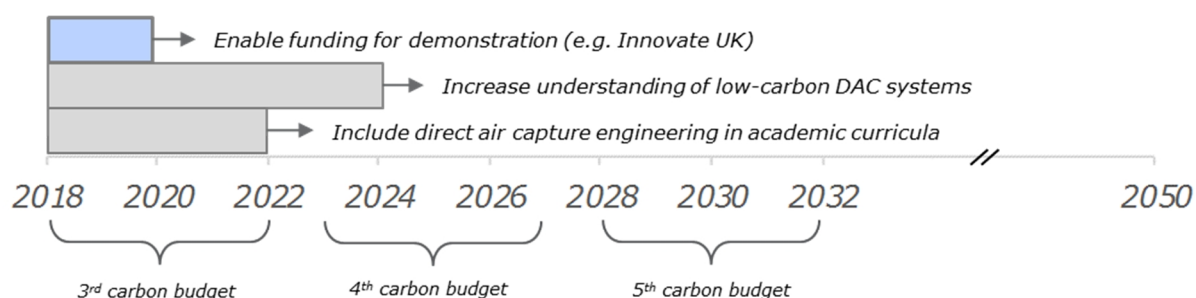 Enable funding for demonstration (e.g. Innovate UK)
Increase understanding of low-carbon DAC systems
Include direct air capture engineering in academic curricula
2018 2020 2022 2024 2026 2028 2030 2032 2050
3rd carbon budget 4th carbon budget 5th carbon budget